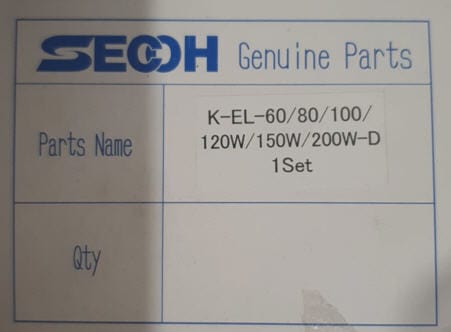 SECOH Genuine Parts
Parts Name
K-EL-60/80/100/
120W/150W/200W-D
1Set
Qty